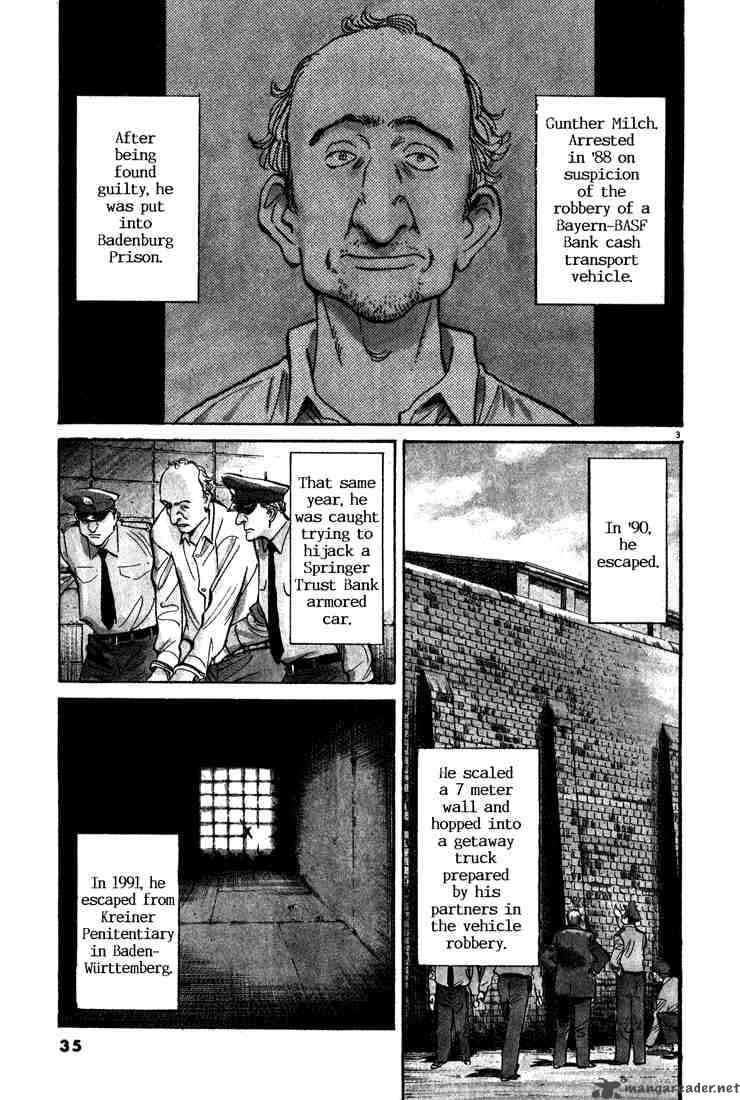 Gunther Milch.
Arrested
in '88 on
suspicion
of the
robbery of a
Bayern-BASF
Bank cash
transport
vehicle.
After
being
found
guilty, he
was put
into
Badenburg
Prison.
3
In '90,
he
escaped.
He scaled
a 7 meter
wall and
hopped into
a getaway
truck
prepared
by his
partners in
the vehicle
robbery.
That same
year, he
was caught
trying to
hijack a
Springer
Trust Bank
armored
car.
In 1991, he
escaped from
Kreiner
Penitentiary
in Baden-
Württemberg.
35
mangareader.net